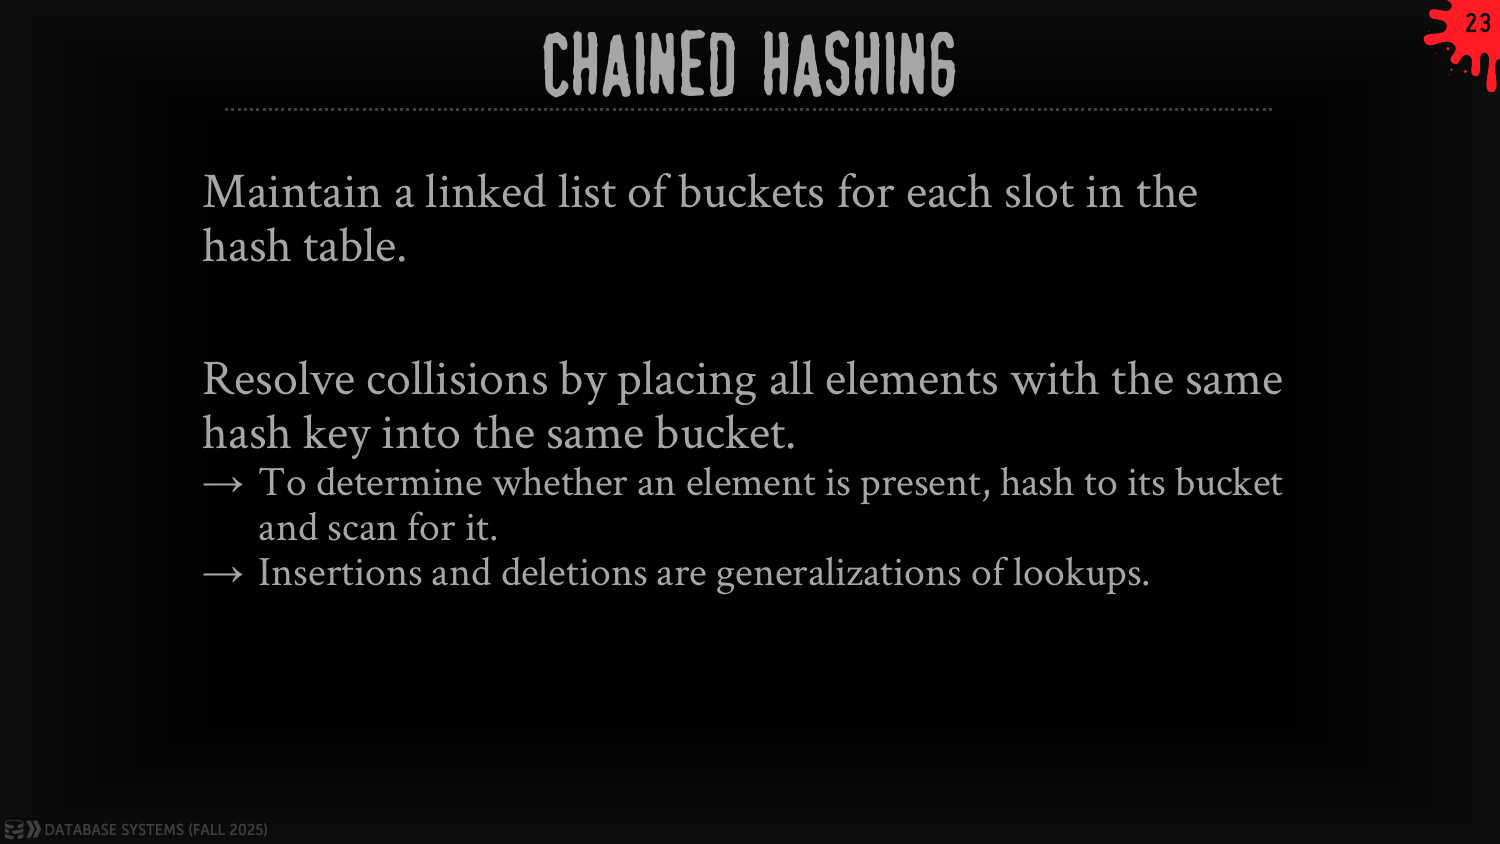 CHAINED HASHING
23
Maintain a linked list of buckets for each slot in the
hash table.
Resolve collisions by placing all elements with the same
hash key into the same bucket.
→ To determine whether an element is present, hash to its bucket
and scan for it.
→ Insertions and deletions are generalizations of lookups.
DATABASE SYSTEMS (FALL 2025)